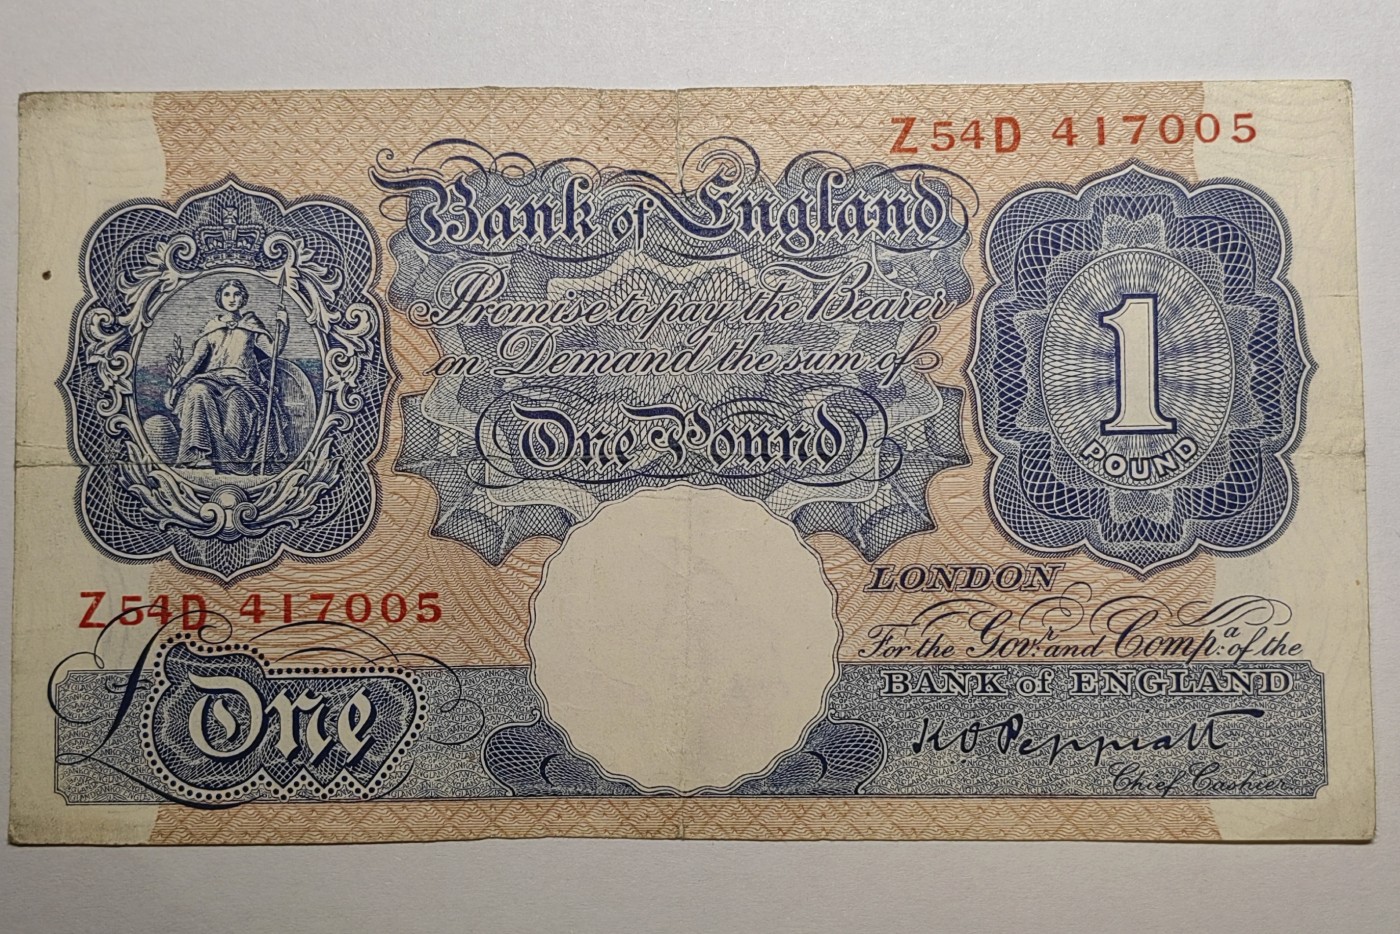 Z54D 417005
Bank of England
Promise to pay the Bearer
on Demand the sum of
One Pound
1
POUND
LONDON
Z54D 417005
For the Govr: and Compa: of the
BANK of ENGLAND
£One
K O Peppiatt
Chief Cashier